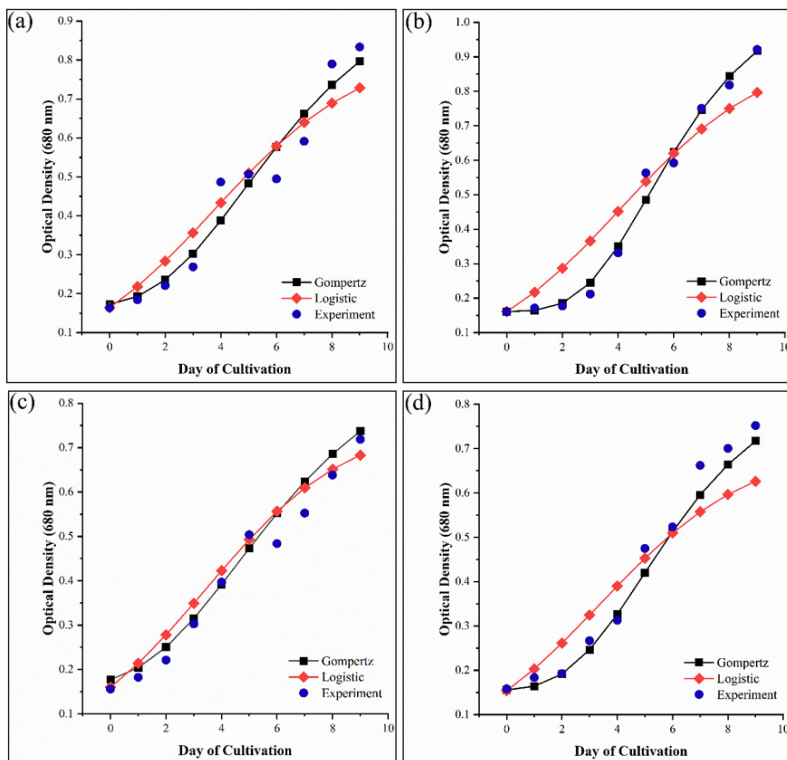 (a)
0.9
0.8
0.7
0.6
0.5
0.4
0.3
0.2
0.1
Optical Density (680 nm)
Gompertz
Logistic
Experiment
0 2 4 6 8 10
Day of Cultivation
(b)
1.0
0.9
0.8
0.7
0.6
0.5
0.4
0.3
0.2
0.1
Optical Density (680 nm)
Gompertz
Logistic
Experiment
0 2 4 6 8 10
Day of Cultivation
(c)
0.8
0.7
0.6
0.5
0.4
0.3
0.2
0.1
Optical Density (680 nm)
Gompertz
Logistic
Experiment
0 2 4 6 8 10
Day of Cultivation
(d)
0.8
0.7
0.6
0.5
0.4
0.3
0.2
0.1
Optical Density (680 nm)
Gompertz
Logistic
Experiment
0 2 4 6 8 10
Day of Cultivation